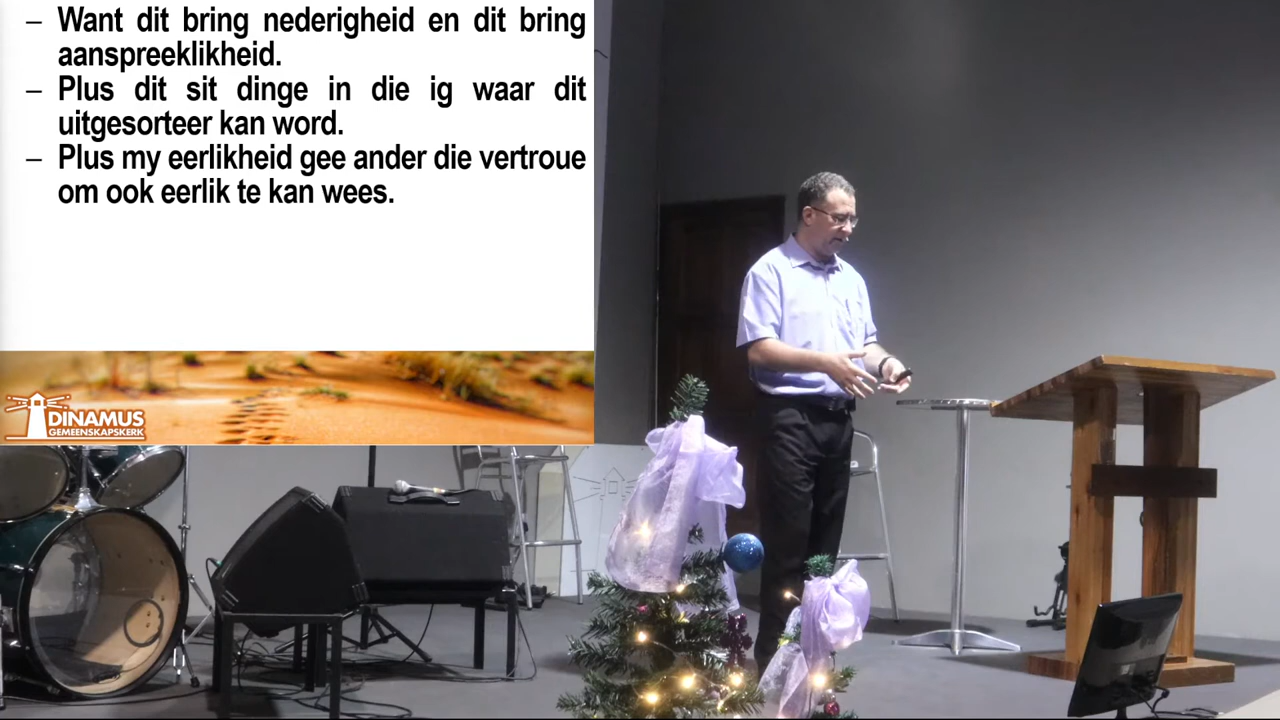 – Want dit bring nederigheid en dit bring
aanspreeklikheid.
– Plus dit sit dinge in die ig waar dit
uitgesorteer kan word.
– Plus my eerlikheid gee ander die vertroue
om ook eerlik te kan wees.
DINAMUS
GEMEENSKAPSKERK